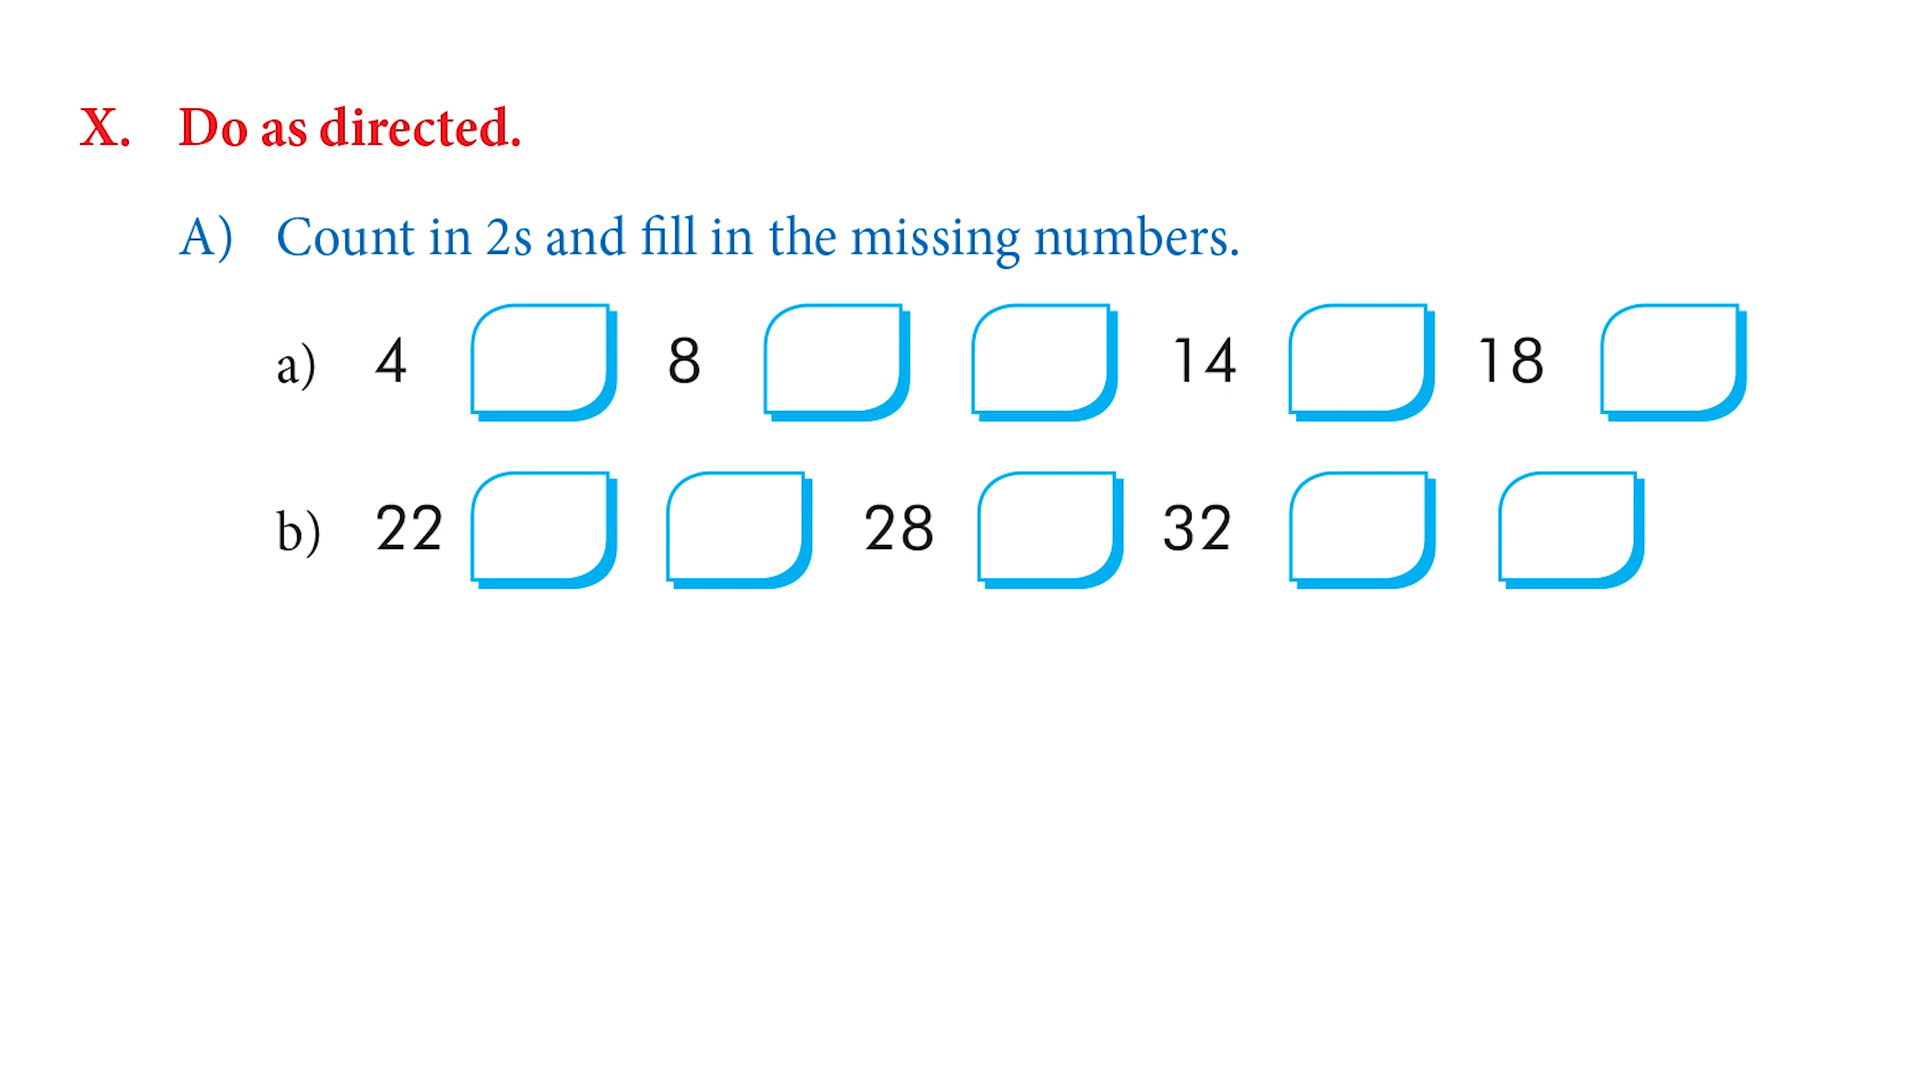 X. Do as directed.
A) Count in 2s and fill in the missing numbers.
a) 4 8 14 18
b) 22 28 32